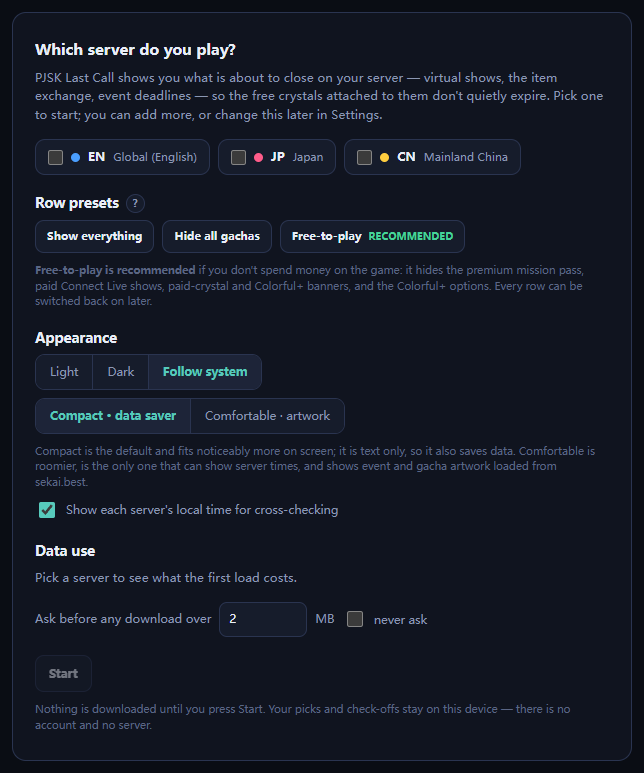 Which server do you play?
PJSK Last Call shows you what is about to close on your server — virtual shows, the item
exchange, event deadlines — so the free crystals attached to them don't quietly expire. Pick one
to start; you can add more, or change this later in Settings.
EN Global (English)
JP Japan
CN Mainland China
Row presets ?
Show everything
Hide all gachas
Free-to-play RECOMMENDED
Free-to-play is recommended if you don't spend money on the game: it hides the premium mission pass,
paid Connect Live shows, paid-crystal and Colorful+ banners, and the Colorful+ options. Every row can be
switched back on later.
Appearance
Light
Dark
Follow system
Compact • data saver
Comfortable · artwork
Compact is the default and fits noticeably more on screen; it is text only, so it also saves data. Comfortable is
roomier, is the only one that can show server times, and shows event and gacha artwork loaded from
sekai.best.
Show each server's local time for cross-checking
Data use
Pick a server to see what the first load costs.
Ask before any download over 2 MB never ask
Start
Nothing is downloaded until you press Start. Your picks and check-offs stay on this device — there is no
account and no server.